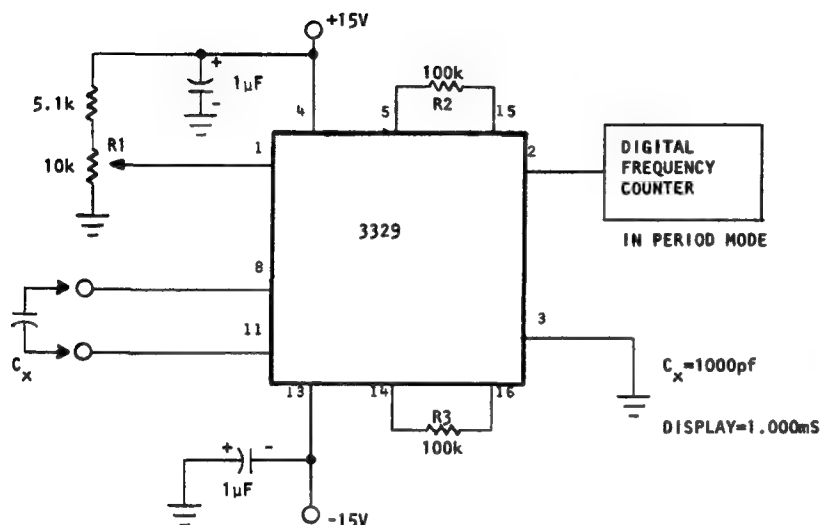 +15V
+
1µF
-
100k
R2
5.1k
4
5
15
R1
10k
1
2
DIGITAL
FREQUENCY
COUNTER
IN PERIOD MODE
3329
8
11
Cx
3
Cx=1000pf
DISPLAY=1.000mS
13
14
16
R3
100k
+
-
1µF
-15V